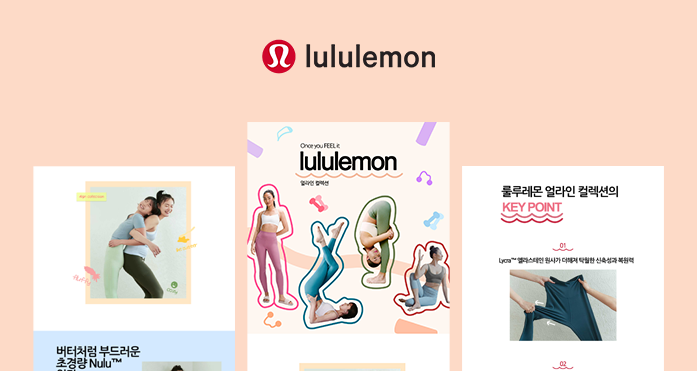 lululemon
버터처럼 부드러운
초경량 Nulu™
Once you FEEL it
lululemon
얼라인 컬렉션
룰루레몬 얼라인 컬렉션의
KEY POINT
01
Lycra™ 엘라스테인 원사가 더해져 탁월한 신축성과 복원력
02